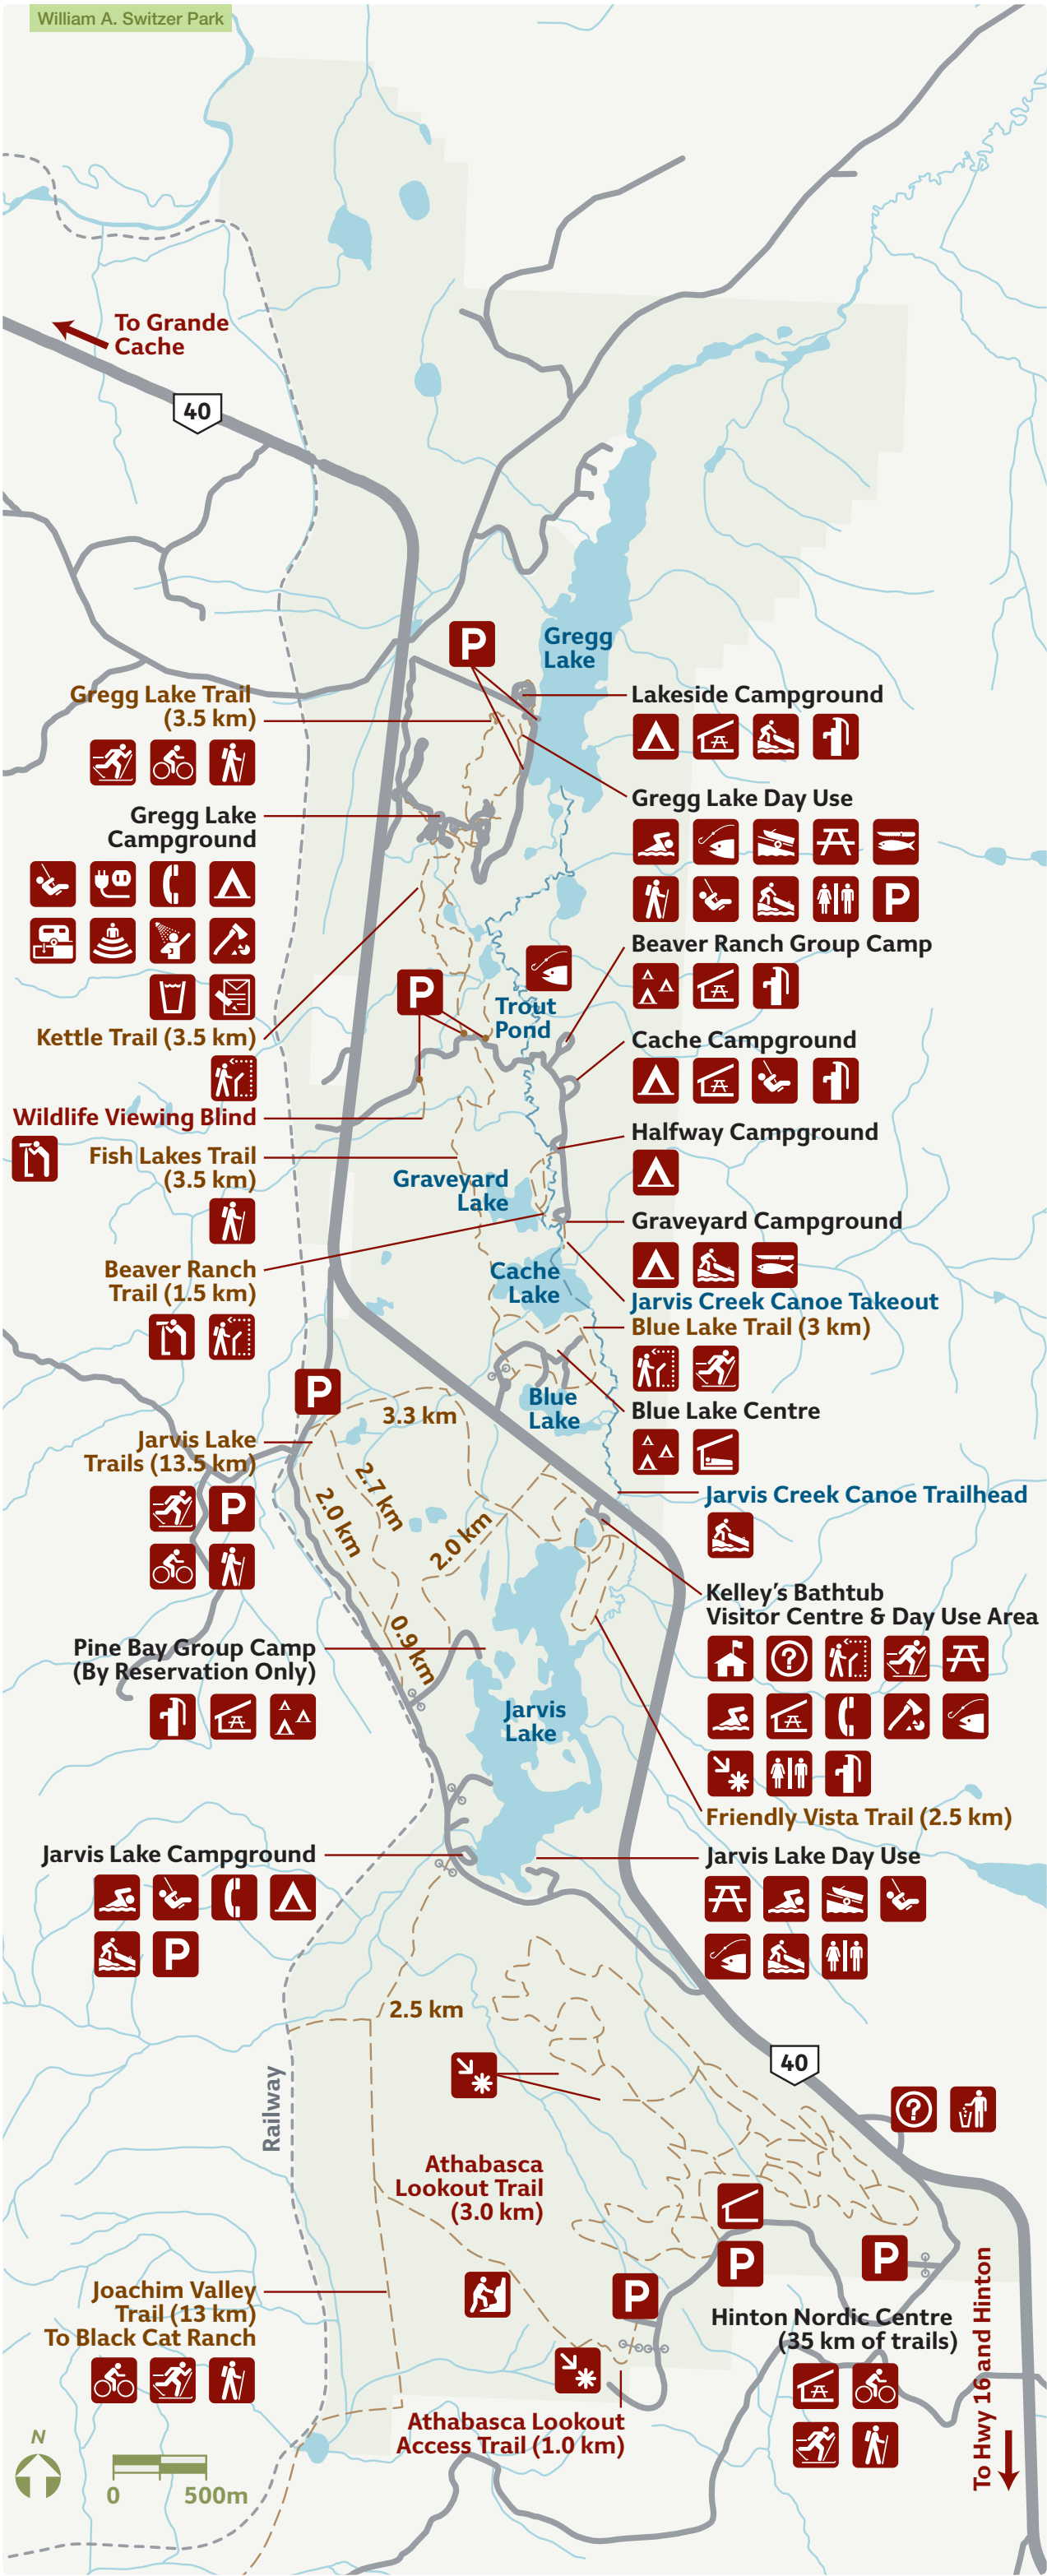 William A. Switzer Park
To Grande
Cache
40
P
Gregg
Lake
Gregg Lake Trail
(3.5 km)
Lakeside Campground
Gregg Lake Day Use
P
Gregg Lake
Campground
Beaver Ranch Group Camp
P
Trout
Pond
Kettle Trail (3.5 km)
Cache Campground
Wildlife Viewing Blind
Halfway Campground
Fish Lakes Trail
(3.5 km)
Graveyard
Lake
Graveyard Campground
Beaver Ranch
Trail (1.5 km)
Cache
Lake
Jarvis Creek Canoe Takeout
Blue Lake Trail (3 km)
P
Blue
Lake
Blue Lake Centre
3.3 km
Jarvis Lake
Trails (13.5 km)
P
2.7 km
2.0 km
2.0 km
Jarvis Creek Canoe Trailhead
Kelley's Bathtub
Visitor Centre & Day Use Area
?
0.9 km
Pine Bay Group Camp
(By Reservation Only)
Jarvis
Lake
Friendly Vista Trail (2.5 km)
Jarvis Lake Campground
P
Jarvis Lake Day Use
2.5 km
40
?
Railway
Athabasca
Lookout Trail
(3.0 km)
P
P
P
Joachim Valley
Trail (13 km)
To Black Cat Ranch
Hinton Nordic Centre
(35 km of trails)
To Hwy 16 and Hinton
Athabasca Lookout
Access Trail (1.0 km)
N
0
500m